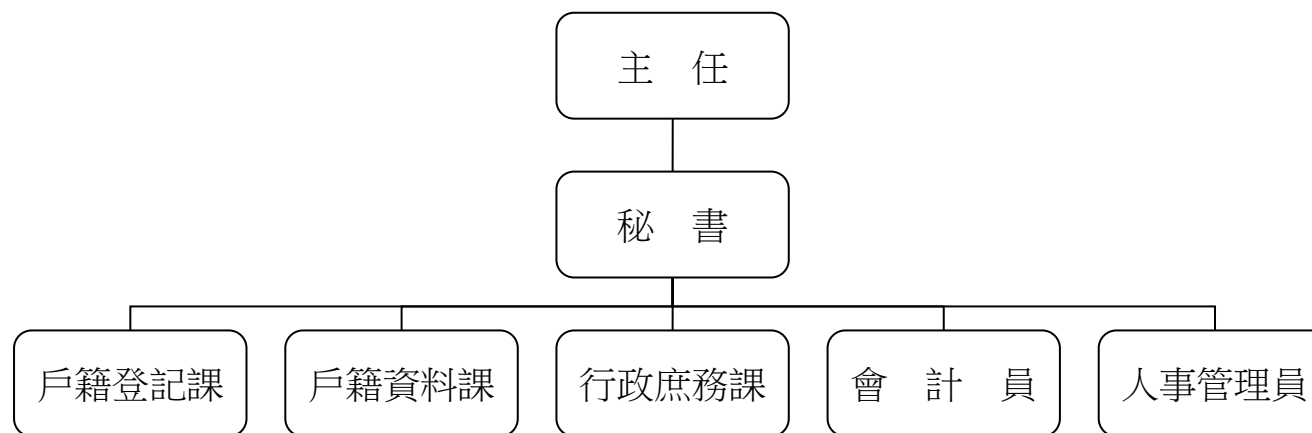 主　任
秘　書
戶籍登記課
戶籍資料課
行政庶務課
會　計　員
人事管理員